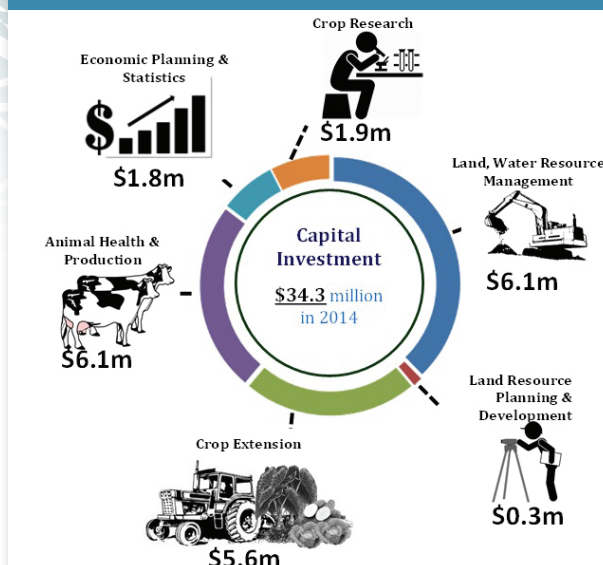 Crop Research
$1.9m
Economic Planning &
Statistics
$
$1.8m
Land, Water Resource
Management
$6.1m
Capital
Investment
$34.3 million
in 2014
Animal Health &
Production
$6.1m
Land Resource
Planning &
Development
$0.3m
Crop Extension
$5.6m